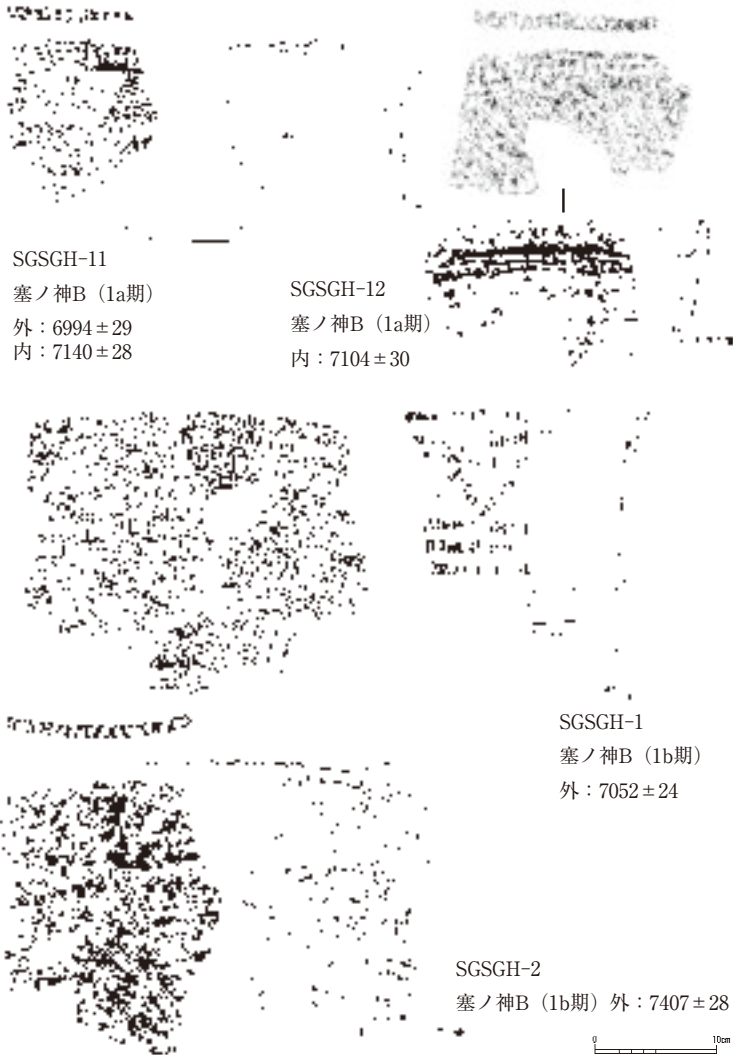 SGSGH-11
塞ノ神B（1a期）
外：6994±29
内：7140±28
SGSGH-12
塞ノ神B（1a期）
内：7104±30
SGSGH-1
塞ノ神B（1b期）
外：7052±24
SGSGH-2
塞ノ神B（1b期）外：7407±28
0 10cm